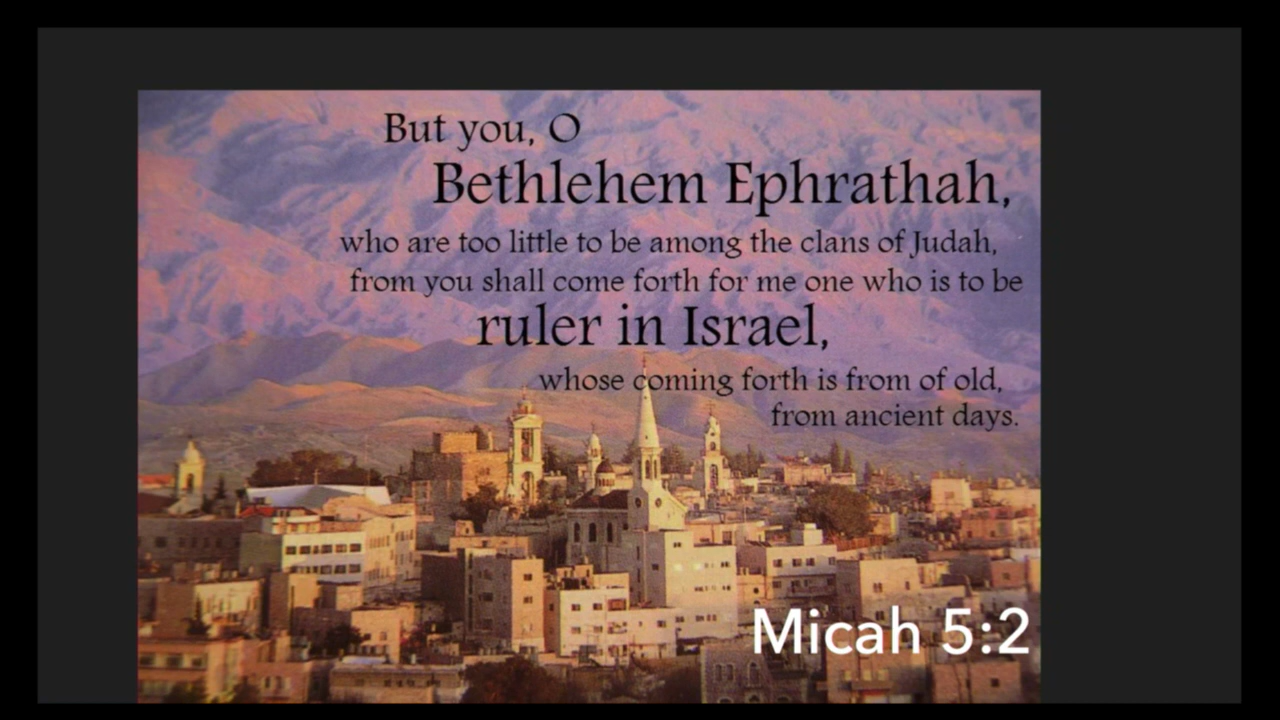 But you, O
Bethlehem Ephrathah,
who are too little to be among the clans of Judah,
from you shall come forth for me one who is to be
ruler in Israel,
whose coming forth is from of old,
from ancient days.
Micah 5:2